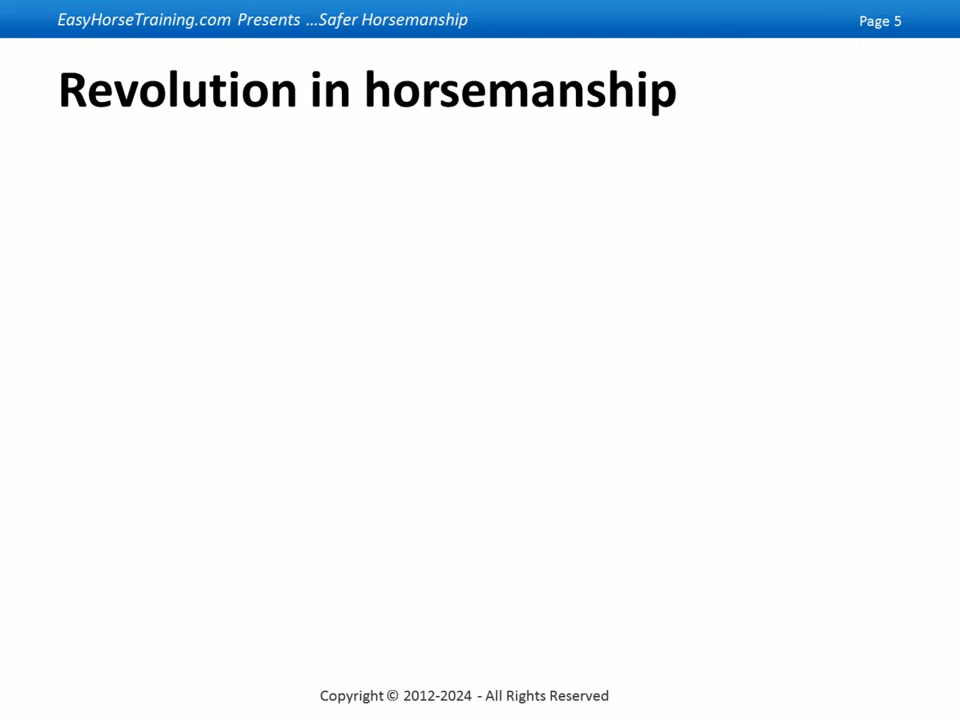 EasyHorseTraining.com Presents ...Safer Horsemanship
Page 5
Revolution in horsemanship
Copyright © 2012-2024 - All Rights Reserved